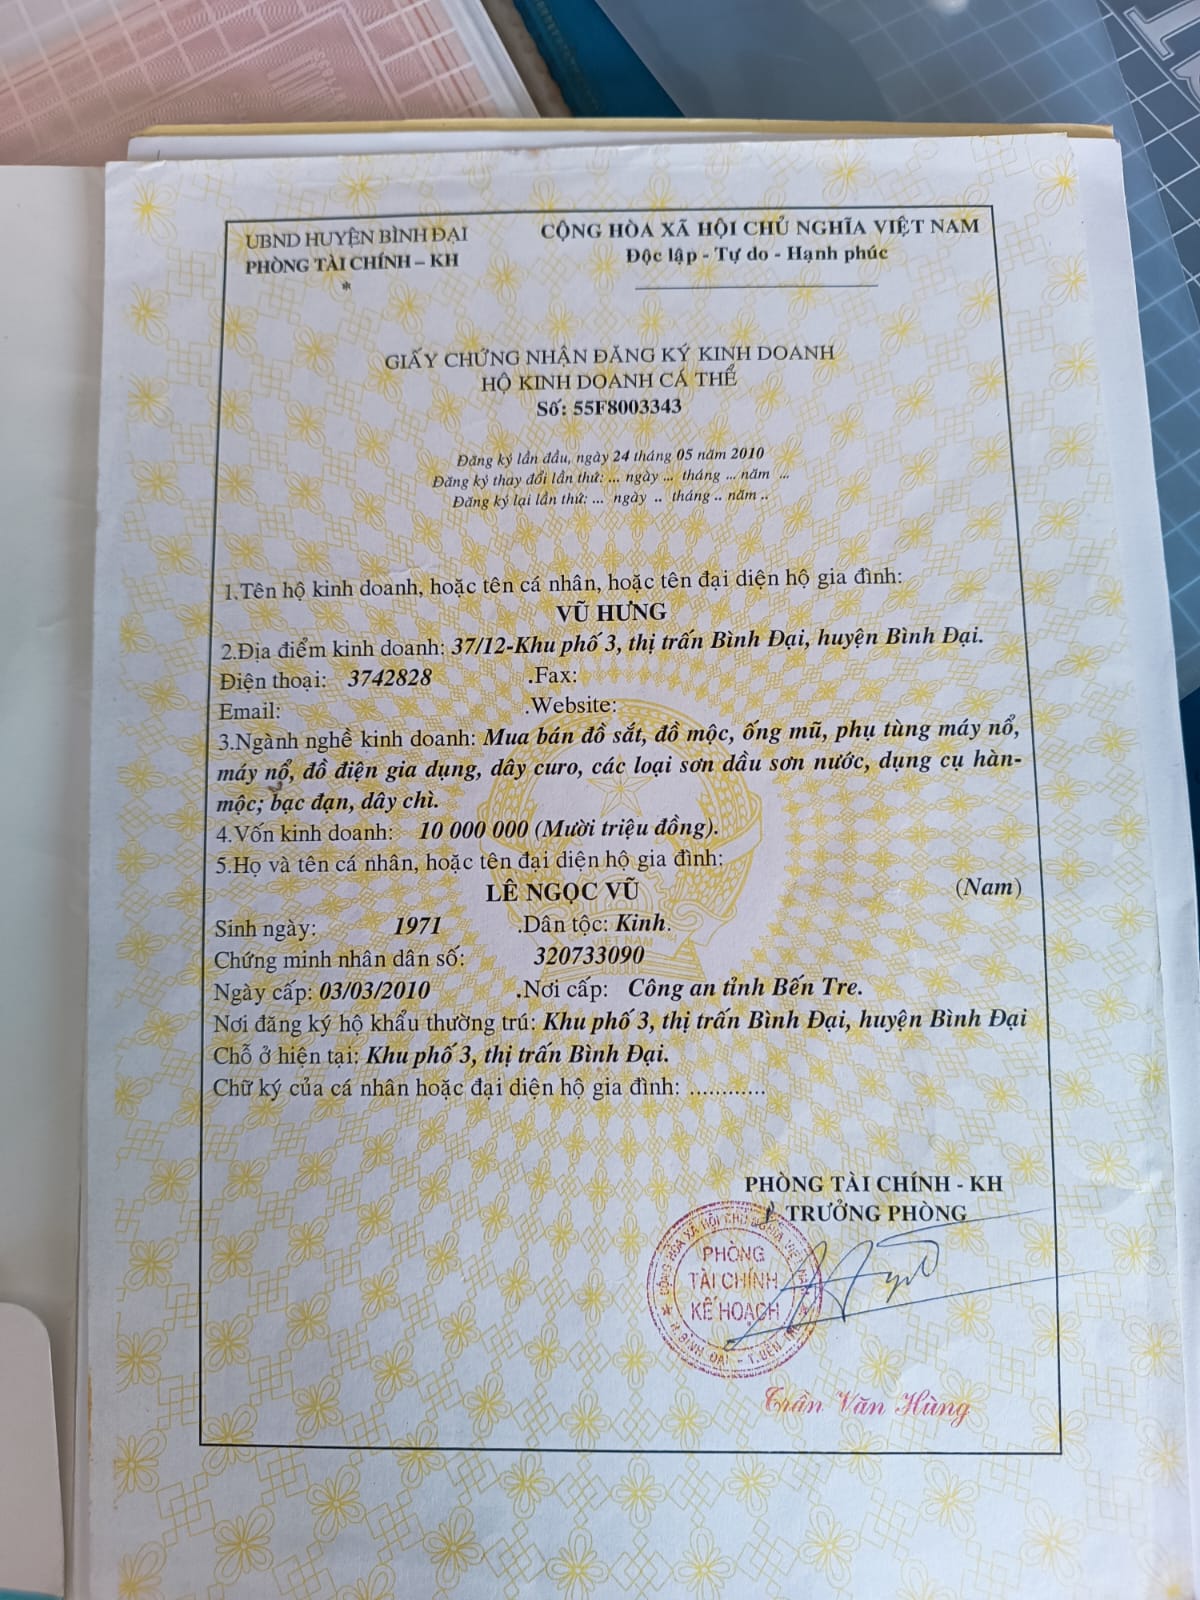 UBND HUYỆN BÌNH ĐẠI
PHÒNG TÀI CHÍNH – KH
*
CỘNG HÒA XÃ HỘI CHỦ NGHĨA VIỆT NAM
Độc lập - Tự do - Hạnh phúc
GIẤY CHỨNG NHẬN ĐĂNG KÝ KINH DOANH
HỘ KINH DOANH CÁ THỂ
Số: 55F8003343
Đăng ký lần đầu, ngày 24 tháng 05 năm 2010
Đăng ký thay đổi lần thứ: ... ngày ... tháng ... năm ...
Đăng ký lại lần thứ: ... ngày .. tháng .. năm ..
1.Tên hộ kinh doanh, hoặc tên cá nhân, hoặc tên đại diện hộ gia đình:
VŨ HƯNG
2.Địa điểm kinh doanh: 37/12-Khu phố 3, thị trấn Bình Đại, huyện Bình Đại.
Điện thoại: 3742828 .Fax:
Email: .Website:
3.Ngành nghề kinh doanh: Mua bán đồ sắt, đồ mộc, ống mũ, phụ tùng máy nổ,
máy nổ, đồ điện gia dụng, dây curo, các loại sơn dầu sơn nước, dụng cụ hàn-
mộc; bạc đạn, dây chì.
4.Vốn kinh doanh: 10 000 000 (Mười triệu đồng).
5.Họ và tên cá nhân, hoặc tên đại diện hộ gia đình:
LÊ NGỌC VŨ (Nam)
Sinh ngày: 1971 .Dân tộc: Kinh.
Chứng minh nhân dân số: 320733090
Ngày cấp: 03/03/2010 .Nơi cấp: Công an tỉnh Bến Tre.
Nơi đăng ký hộ khẩu thường trú: Khu phố 3, thị trấn Bình Đại, huyện Bình Đại
Chỗ ở hiện tại: Khu phố 3, thị trấn Bình Đại.
Chữ ký của cá nhân hoặc đại diện hộ gia đình: ............
PHÒNG TÀI CHÍNH - KH
TRƯỞNG PHÒNG
CỘNG HÒA XÃ HỘI CHỦ NGHĨA VIỆT NAM
PHÒNG
TÀI CHÍNH
KẾ HOẠCH
H. BÌNH ĐẠI - T. BẾN TRE
Trần Văn Hùng